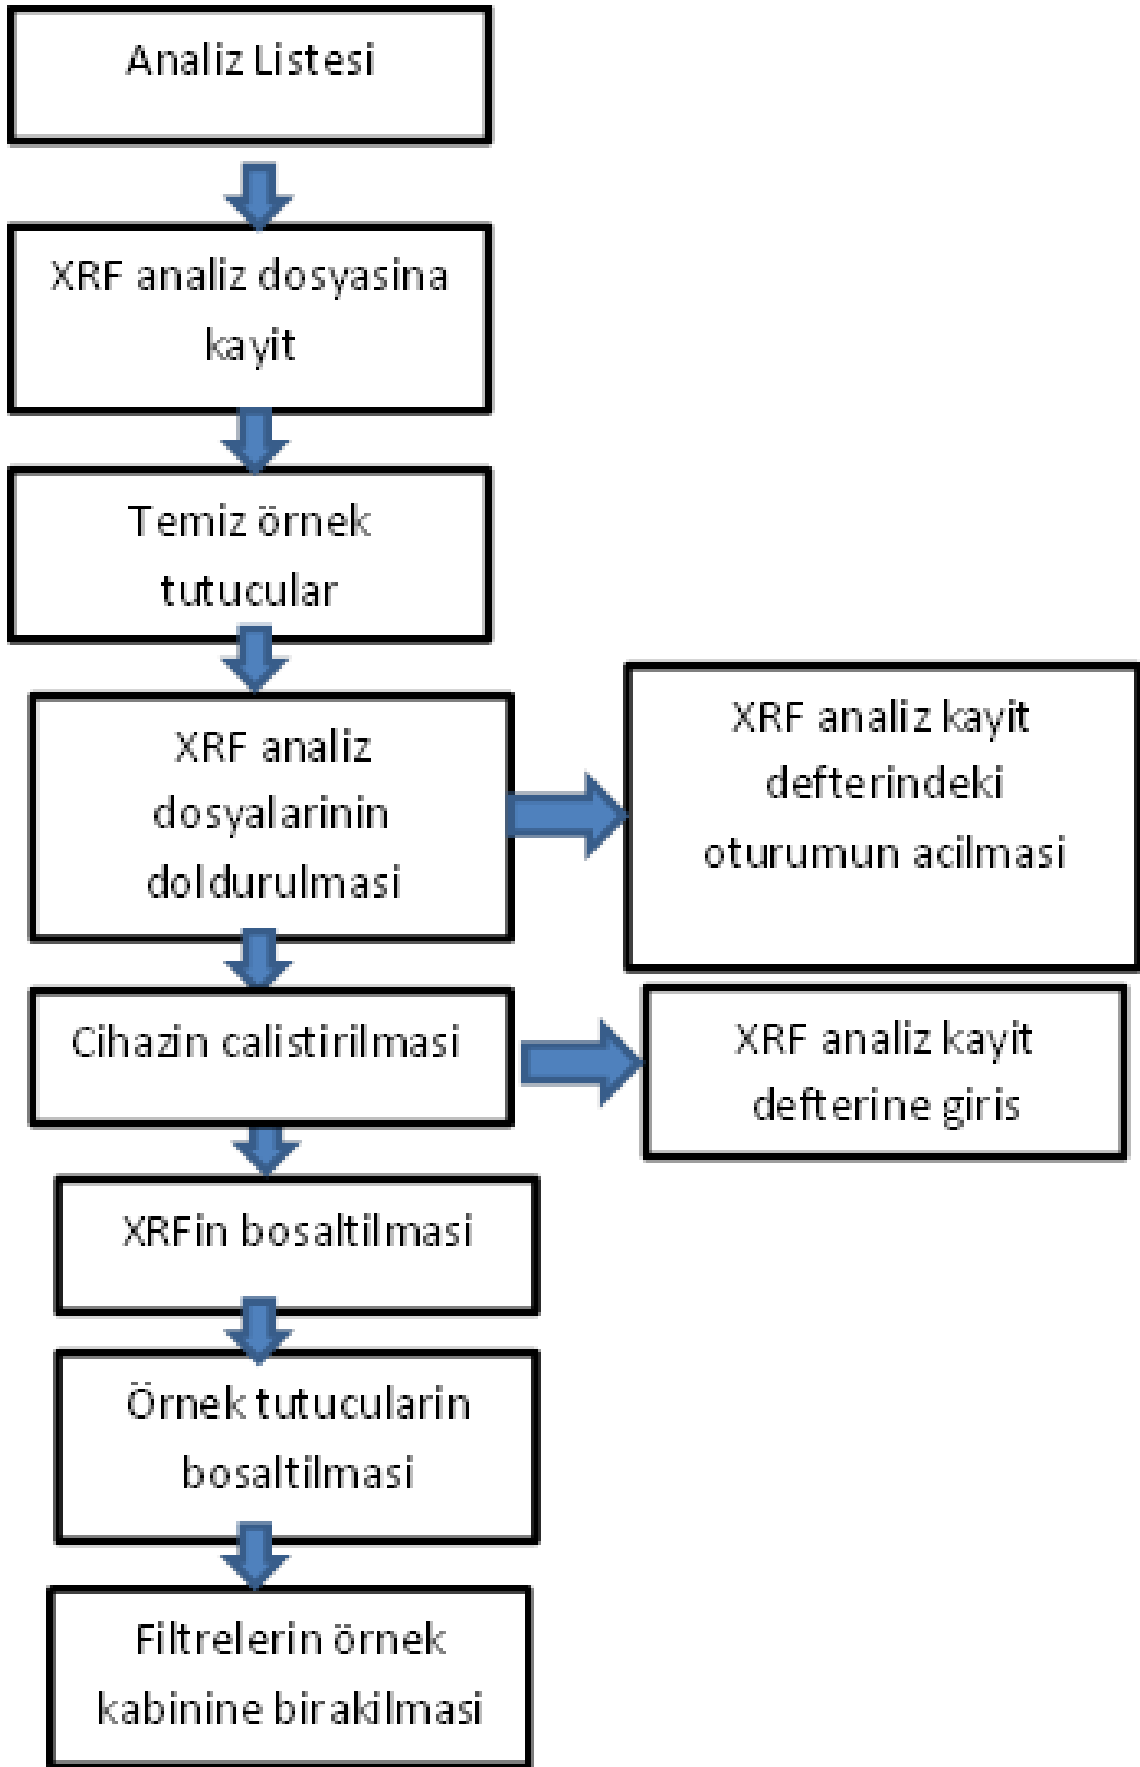 Analiz Listesi
XRF analiz dosyasina
kayit
Temiz örnek
tutucular
XRF analiz
dosyalarinin
doldurulmasi
XRF analiz kayit
defterindeki
oturumun acilmasi
Cihazin calistirilmasi
XRF analiz kayit
defterine giris
XRFin bosaltilmasi
Örnek tutucularin
bosaltilmasi
Filtrelerin örnek
kabinine birakilmasi